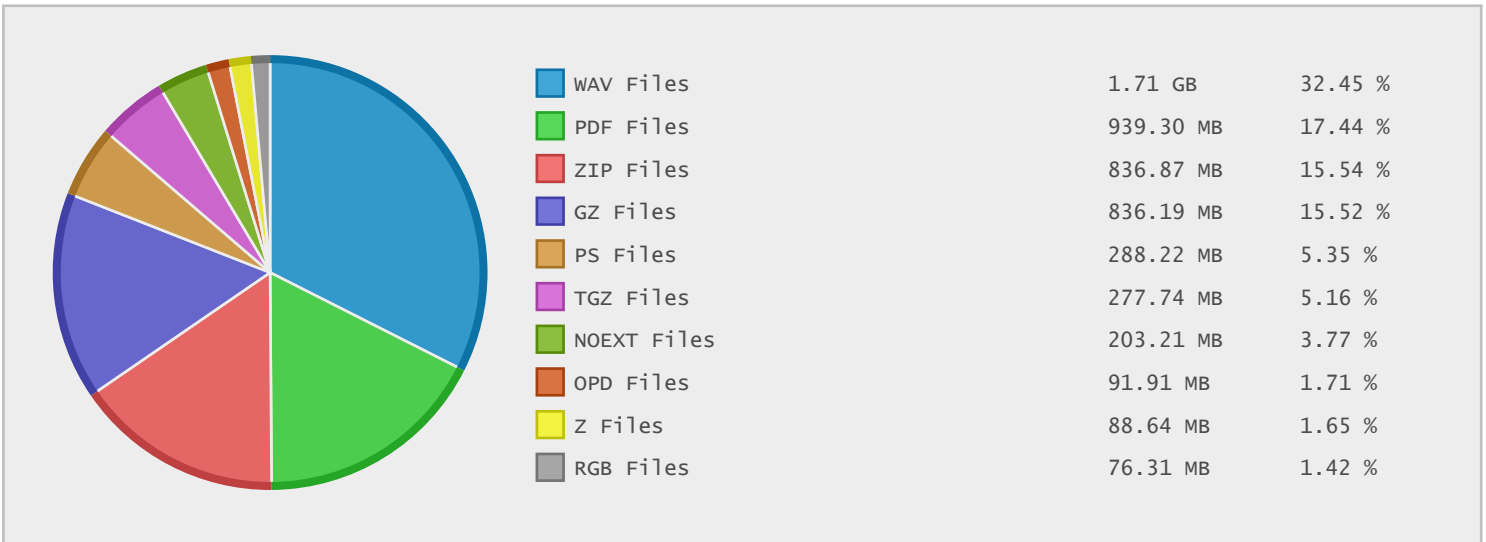 WAV Files 1.71 GB 32.45 %
PDF Files 939.30 MB 17.44 %
ZIP Files 836.87 MB 15.54 %
GZ Files 836.19 MB 15.52 %
PS Files 288.22 MB 5.35 %
TGZ Files 277.74 MB 5.16 %
NOEXT Files 203.21 MB 3.77 %
OPD Files 91.91 MB 1.71 %
Z Files 88.64 MB 1.65 %
RGB Files 76.31 MB 1.42 %